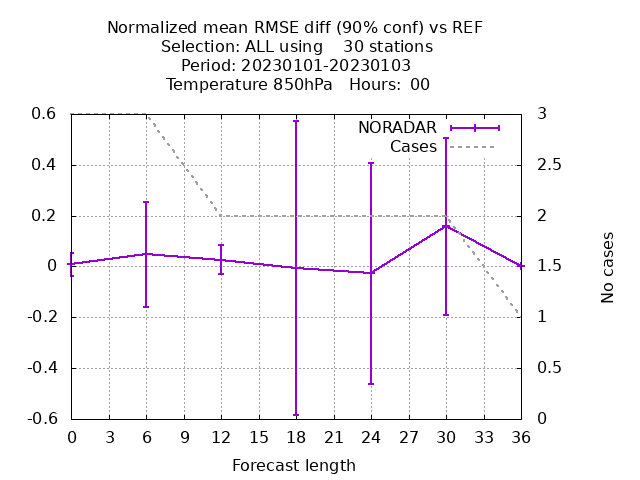 Normalized mean RMSE diff (90% conf) vs REF
Selection: ALL using    30 stations
Period: 20230101-20230103
Temperature 850hPa   Hours:  00
NORADAR
Cases
0.6
0.4
0.2
0
-0.2
-0.4
-0.6
3
2.5
2
1.5
1
0.5
0
No cases
0 3 6 9 12 15 18 21 24 27 30 33 36
Forecast length